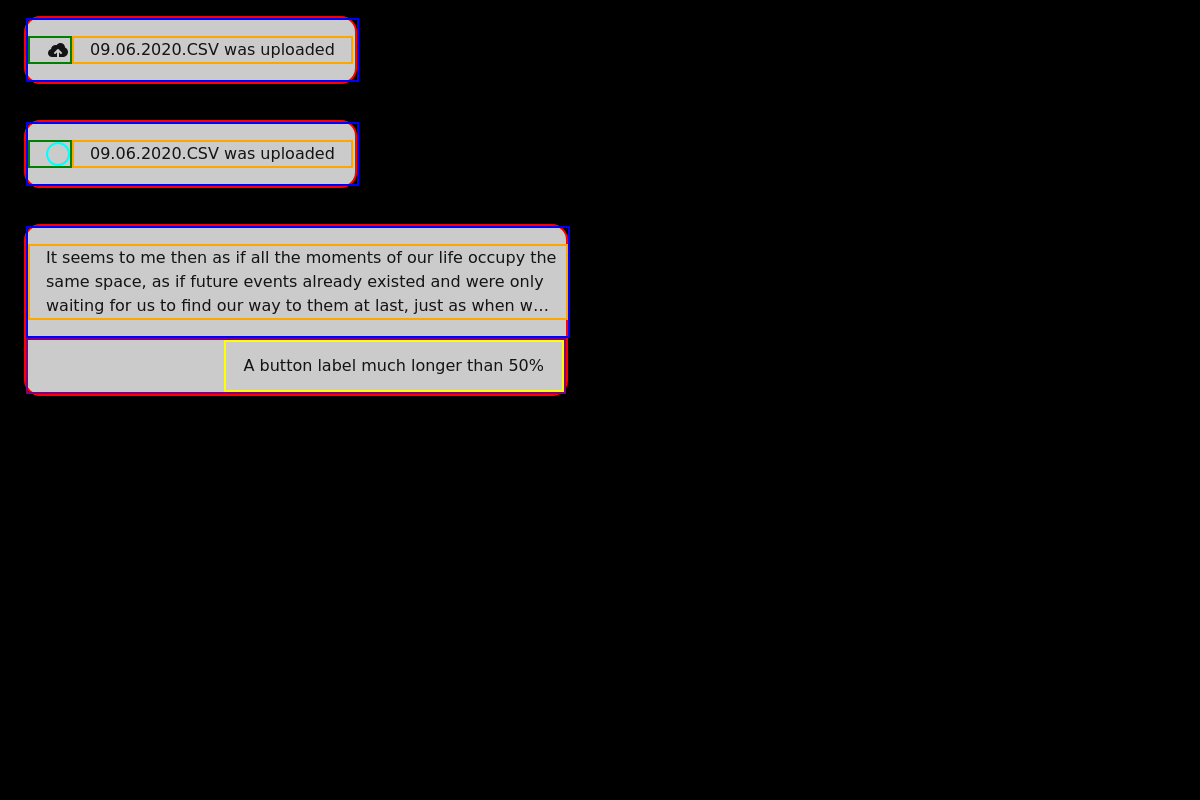 09.06.2020.CSV was uploaded
09.06.2020.CSV was uploaded
It seems to me then as if all the moments of our life occupy the
same space, as if future events already existed and were only
waiting for us to find our way to them at last, just as when w…
A button label much longer than 50%